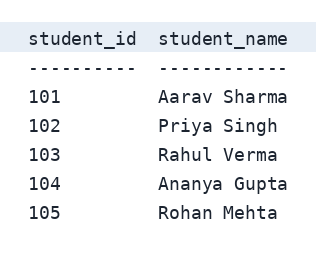 student_id  student_name
----------  ------------
101         Aarav Sharma
102         Priya Singh
103         Rahul Verma
104         Ananya Gupta
105         Rohan Mehta